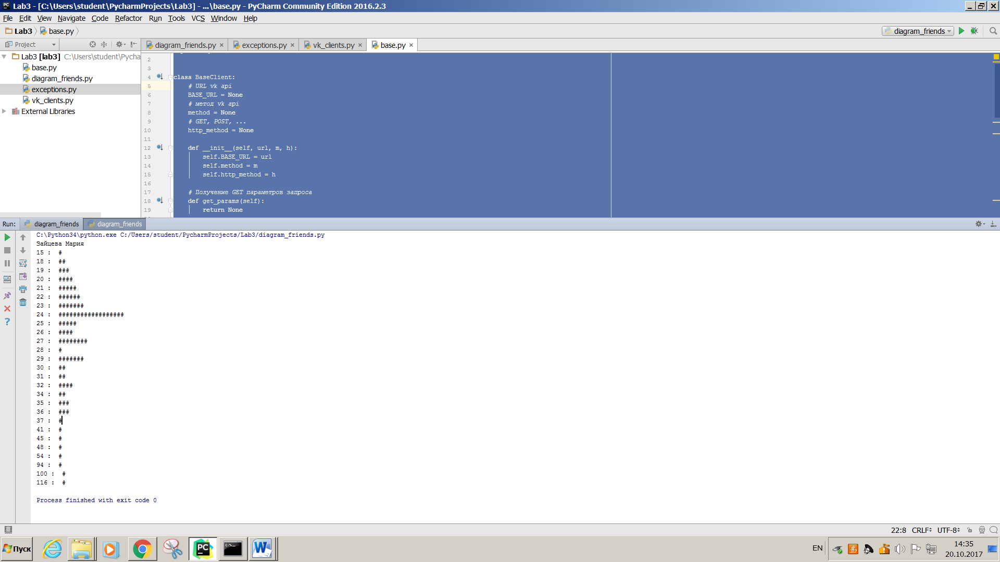 Lab3 - [C:\Users\student\PycharmProjects\Lab3] - ...\base.py - PyCharm Community Edition 2016.2.3
File Edit View Navigate Code Refactor Run Tools VCS Window Help
Lab3 base.py diagram_friends
Project diagram_friends.py exceptions.py vk_clients.py base.py
Lab3 [lab3] C:\Users\student\Pycha
base.py
diagram_friends.py
exceptions.py
vk_clients.py
External Libraries
2
3
4 class BaseClient:
5 # URL vk api
6 BASE_URL = None
7 # метод vk api
8 method = None
9 # GET, POST, ...
10 http_method = None
11
12 def __init__(self, url, m, h):
13 self.BASE_URL = url
14 self.method = m
15 self.http_method = h
16
17 # Получение GET параметров запроса
18 def get_params(self):
19 return None
Run: diagram_friends diagram_friends
C:\Python34\python.exe C:/Users/student/PycharmProjects/Lab3/diagram_friends.py
Зайцева Мария
15 : #
18 : ##
19 : ###
20 : ####
21 : #####
22 : ######
23 : #######
24 : ##################
25 : #####
26 : ####
27 : ########
28 : #
29 : #######
30 : ##
31 : ##
32 : ####
34 : ##
35 : ###
36 : ###
37 : #
41 : #
45 : #
48 : #
54 : #
94 : #
100 : #
116 : #
Process finished with exit code 0
22:8 CRLF UTF-8
Пуск PC EN 14:35
20.10.2017